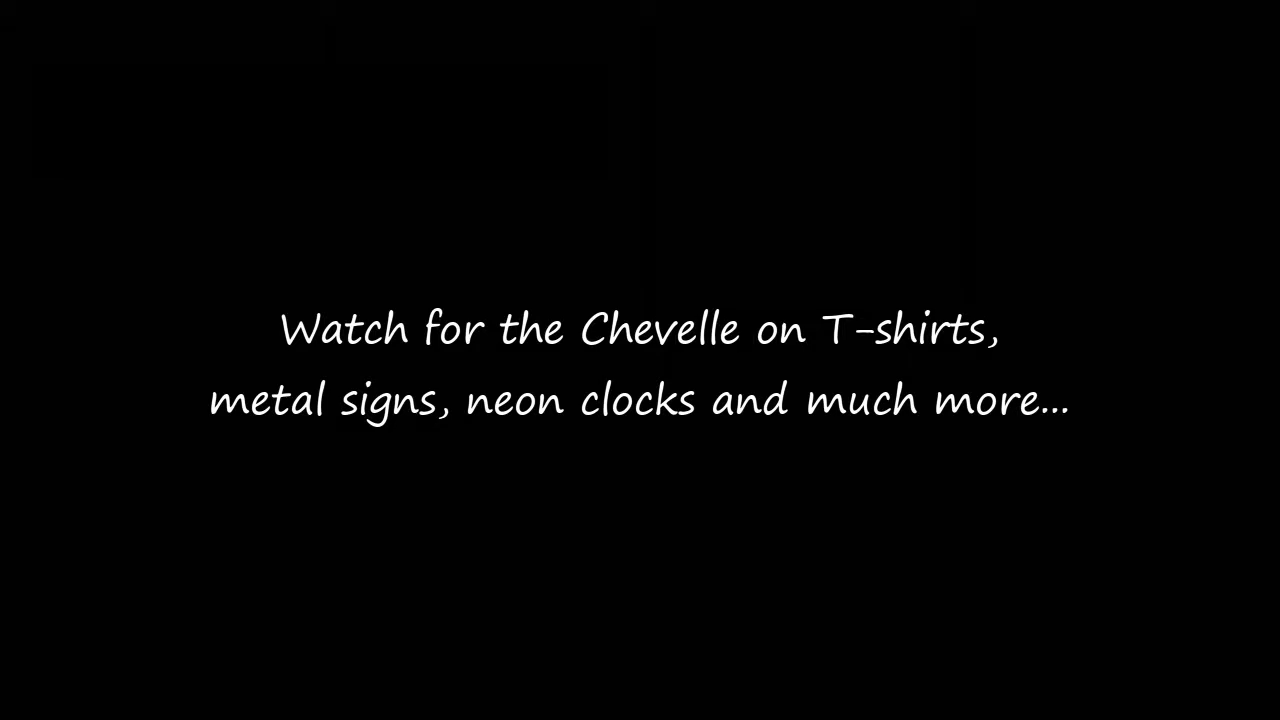 Watch for the Chevelle on T-shirts,
metal signs, neon clocks and much more...